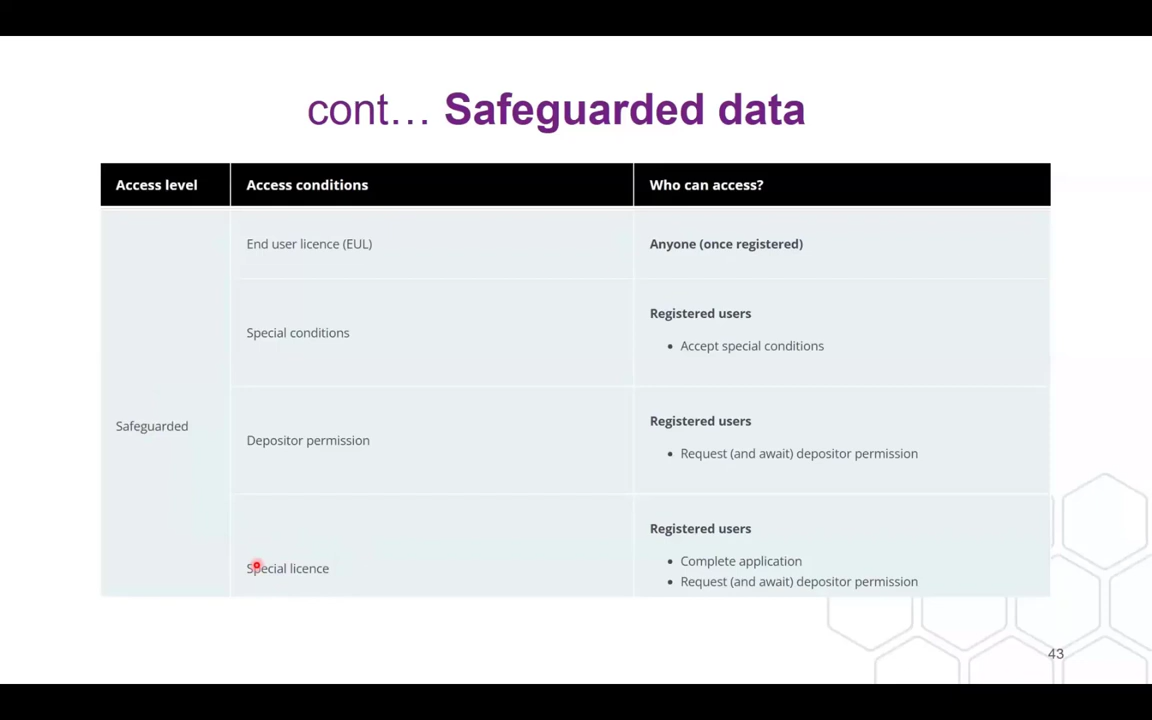 cont… Safeguarded data
Access level Access conditions Who can access?
End user licence (EUL) Anyone (once registered)
Special conditions
Registered users
• Accept special conditions
Safeguarded
Depositor permission
Registered users
• Request (and await) depositor permission
Special licence
Registered users
• Complete application
• Request (and await) depositor permission
43